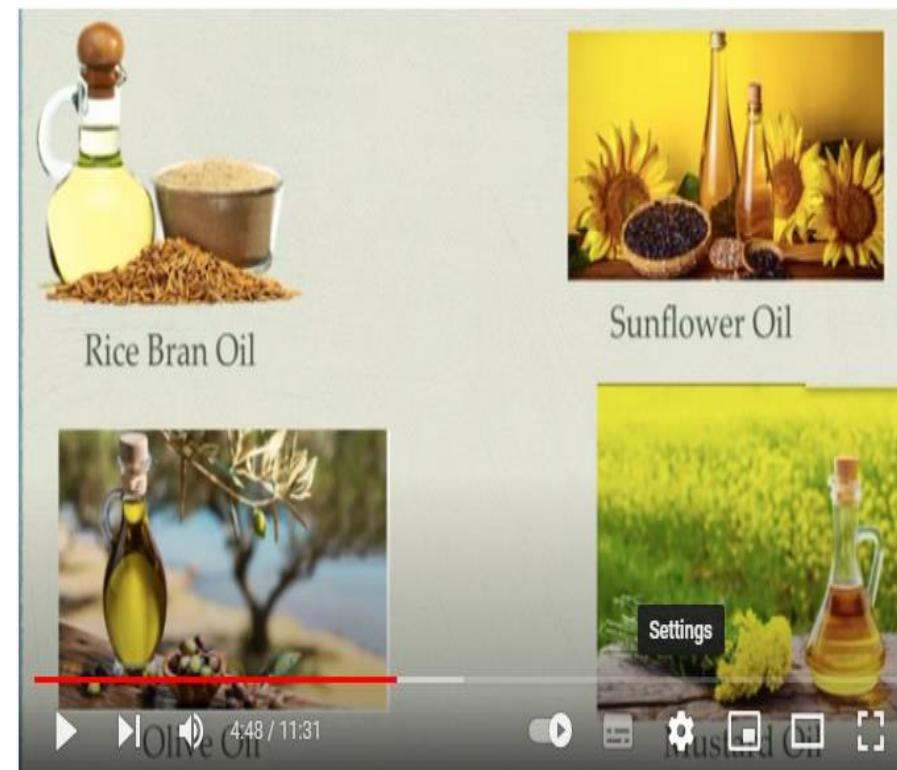 Rice Bran Oil
Sunflower Oil
Settings
4:48 / 11:31
Olive Oil
Mustard Oil